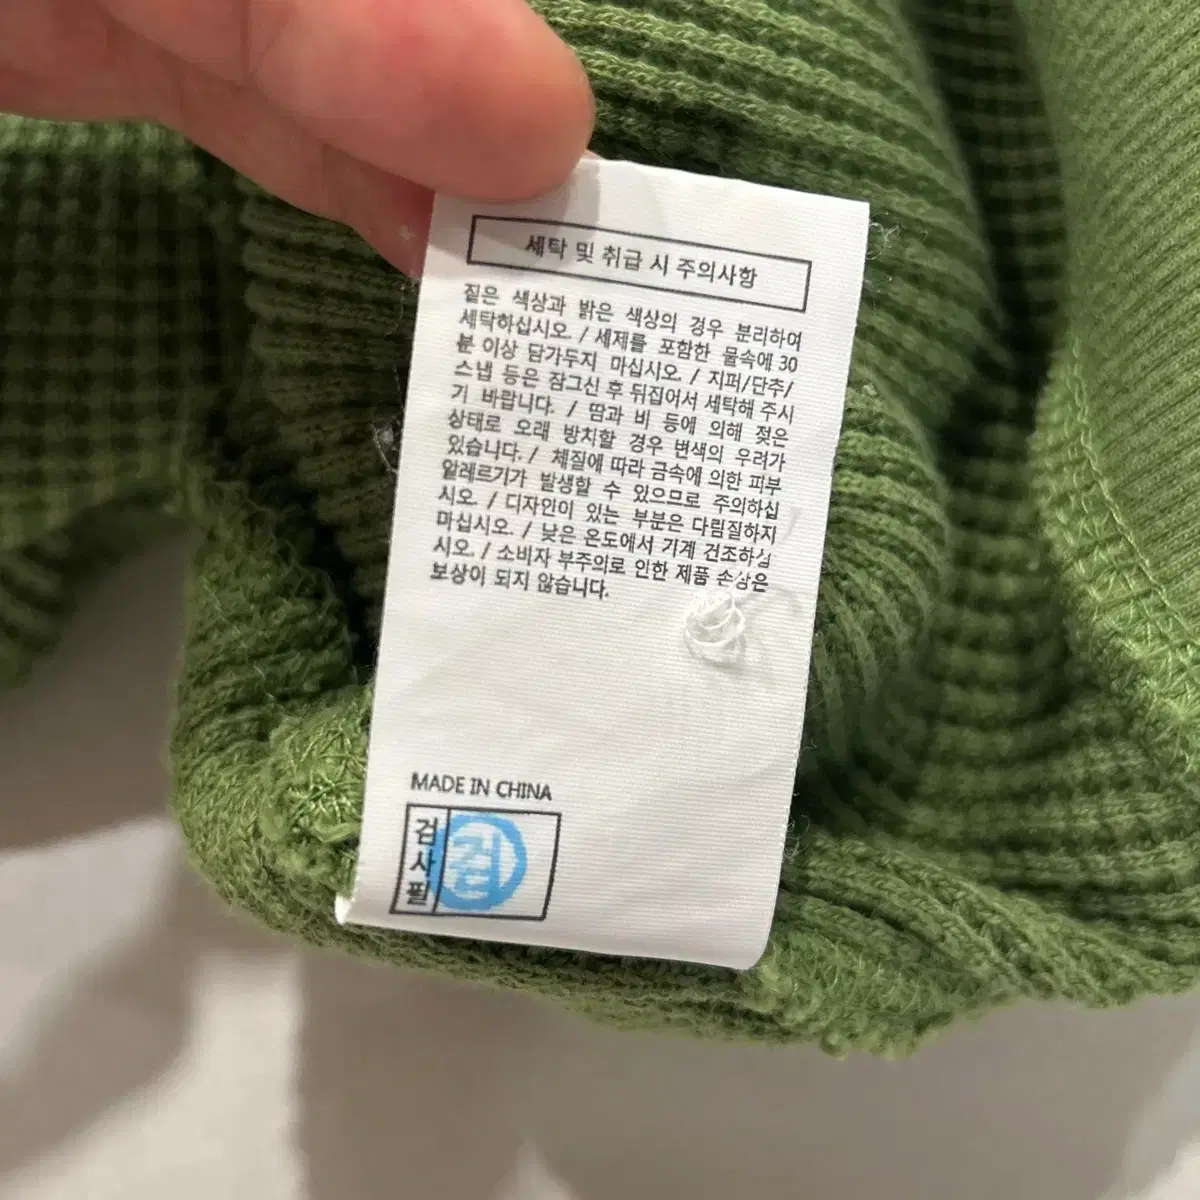 세탁 및 취급 시 주의사항
짙은 색상과 밝은 색상의 경우 분리하여
세탁하십시오. / 세제를 포함한 물속에 30
분 이상 담가두지 마십시오. / 지퍼/단추/
스냅 등은 잠그신 후 뒤집어서 세탁해 주시
기 바랍니다. / 땀과 비 등에 의해 젖은
상태로 오래 방치할 경우 변색의 우려가
있습니다. / 체질에 따라 금속에 의한 피부
알레르기가 발생할 수 있으므로 주의하십
시오. / 디자인이 있는 부분은 다림질하지
마십시오. / 낮은 온도에서 기계 건조하십
시오. / 소비자 부주의로 인한 제품 손상은
보상이 되지 않습니다.
MADE IN CHINA
검사필
검